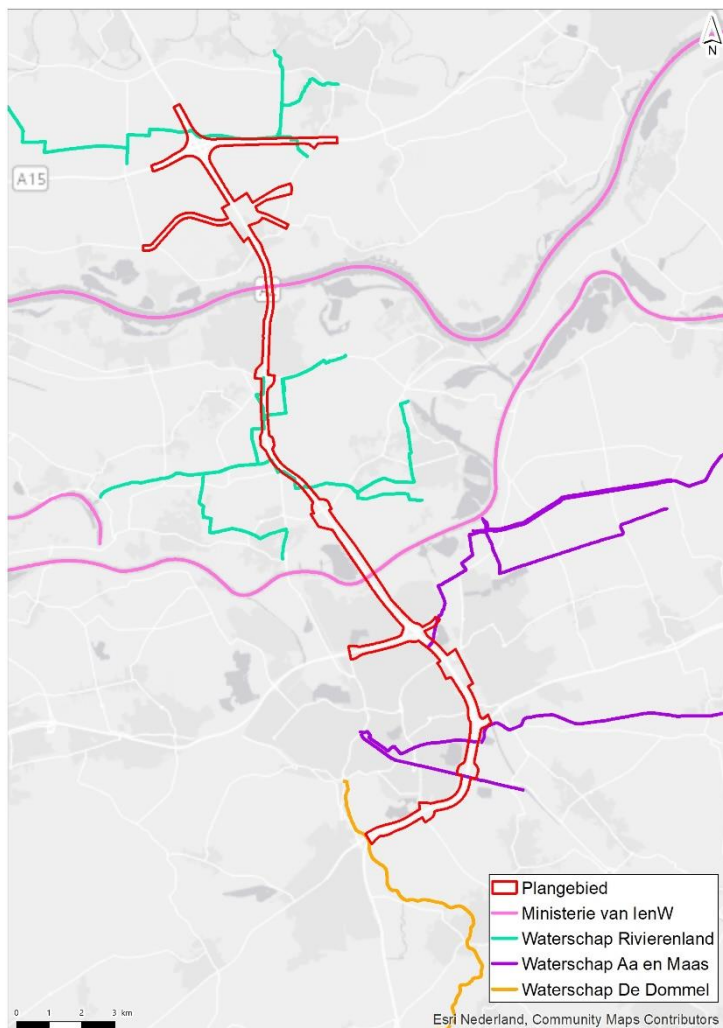 N
A15
A
Plangebied
Ministerie van IenW
Waterschap Rivierenland
Waterschap Aa en Maas
Waterschap De Dommel
0 1 2 3 km
Esri Nederland, Community Maps Contributors